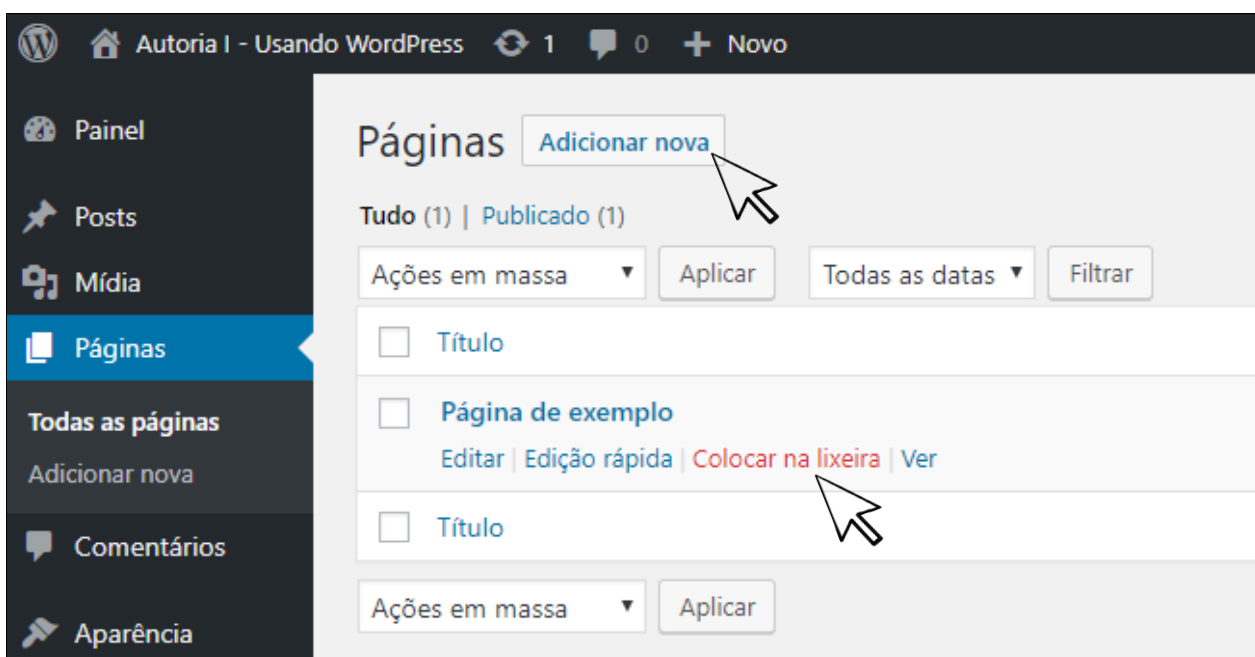 Autoria I - Usando WordPress 1 0 + Novo
Painel
Posts
Mídia
Páginas
Todas as páginas
Adicionar nova
Comentários
Aparência
Páginas Adicionar nova
Tudo (1) | Publicado (1)
Ações em massa Aplicar Todas as datas Filtrar
Título
Página de exemplo
Editar | Edição rápida | Colocar na lixeira | Ver
Título
Ações em massa Aplicar